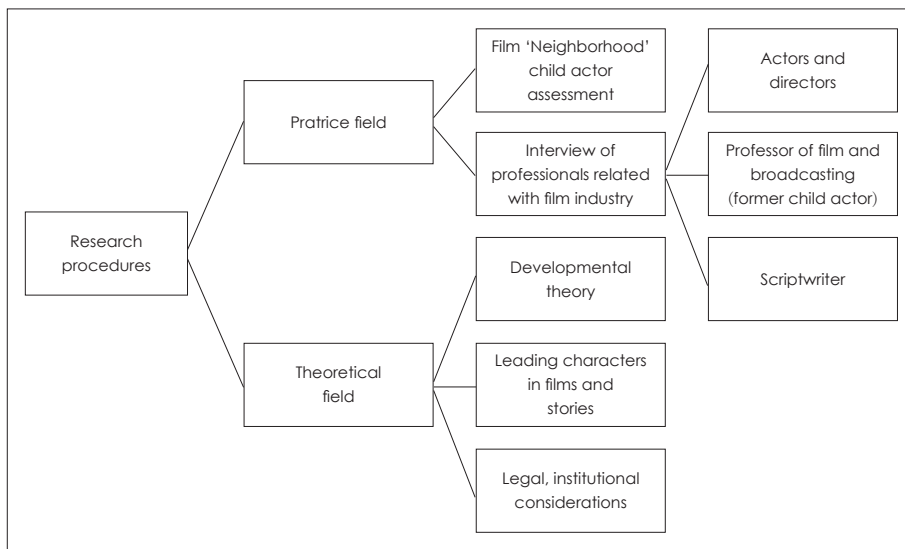 Research
procedures
Pratrice field
Film ‘Neighborhood’
child actor
assessment
Interview of
professionals related
with film industry
Actors and
directors
Professor of film and
broadcasting
(former child actor)
Scriptwriter
Theoretical
field
Developmental
theory
Leading characters
in films and
stories
Legal, institutional
considerations